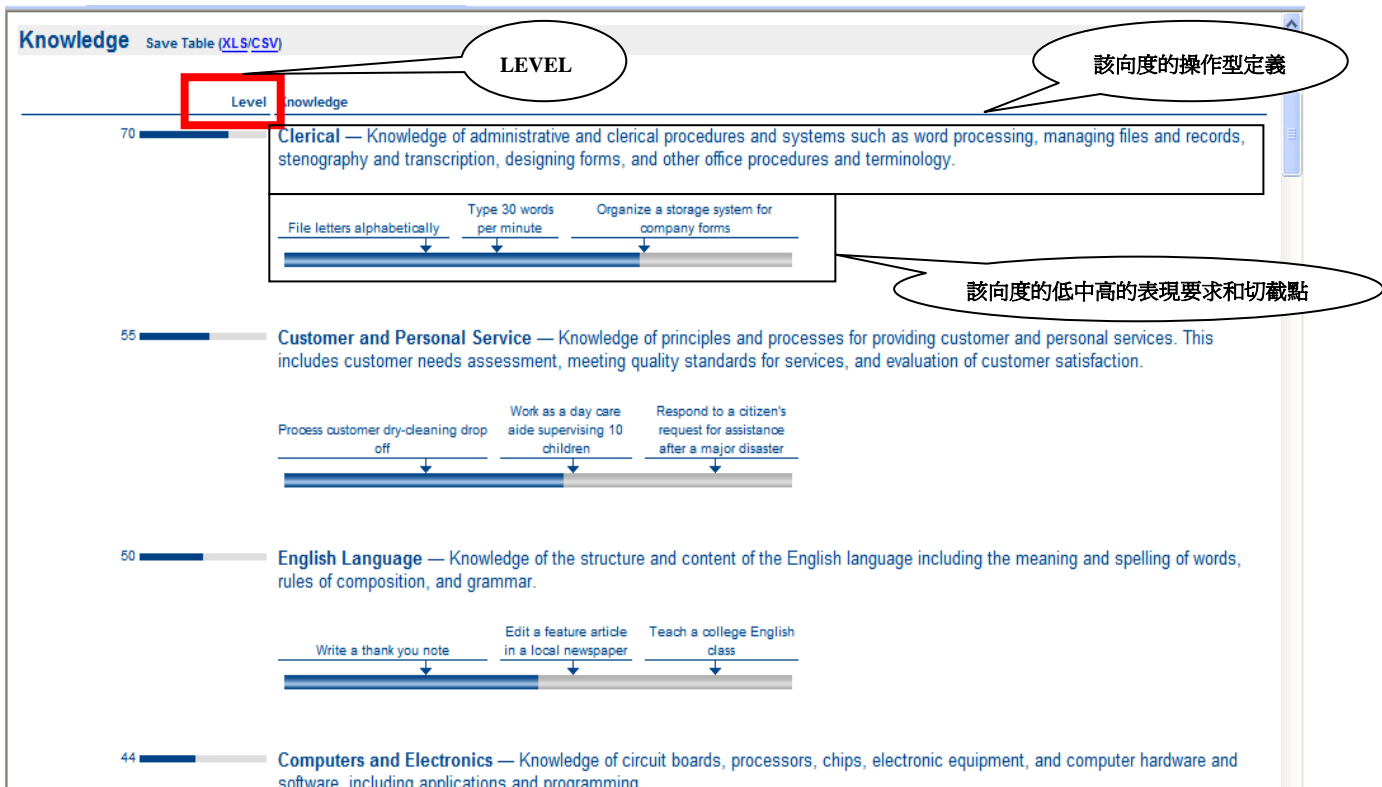 Knowledge Save Table (XLS/CSV)
LEVEL
該向度的操作型定義
Level Knowledge
70 Clerical — Knowledge of administrative and clerical procedures and systems such as word processing, managing files and records,
stenography and transcription, designing forms, and other office procedures and terminology.
File letters alphabetically
Type 30 words
per minute
Organize a storage system for
company forms
該向度的低中高的表現要求和切截點
55 Customer and Personal Service — Knowledge of principles and processes for providing customer and personal services. This
includes customer needs assessment, meeting quality standards for services, and evaluation of customer satisfaction.
Process customer dry-cleaning drop
off
Work as a day care
aide supervising 10
children
Respond to a citizen's
request for assistance
after a major disaster
50 English Language — Knowledge of the structure and content of the English language including the meaning and spelling of words,
rules of composition, and grammar.
Write a thank you note
Edit a feature article
in a local newspaper
Teach a college English
class
44 Computers and Electronics — Knowledge of circuit boards, processors, chips, electronic equipment, and computer hardware and
software, including applications and programming.